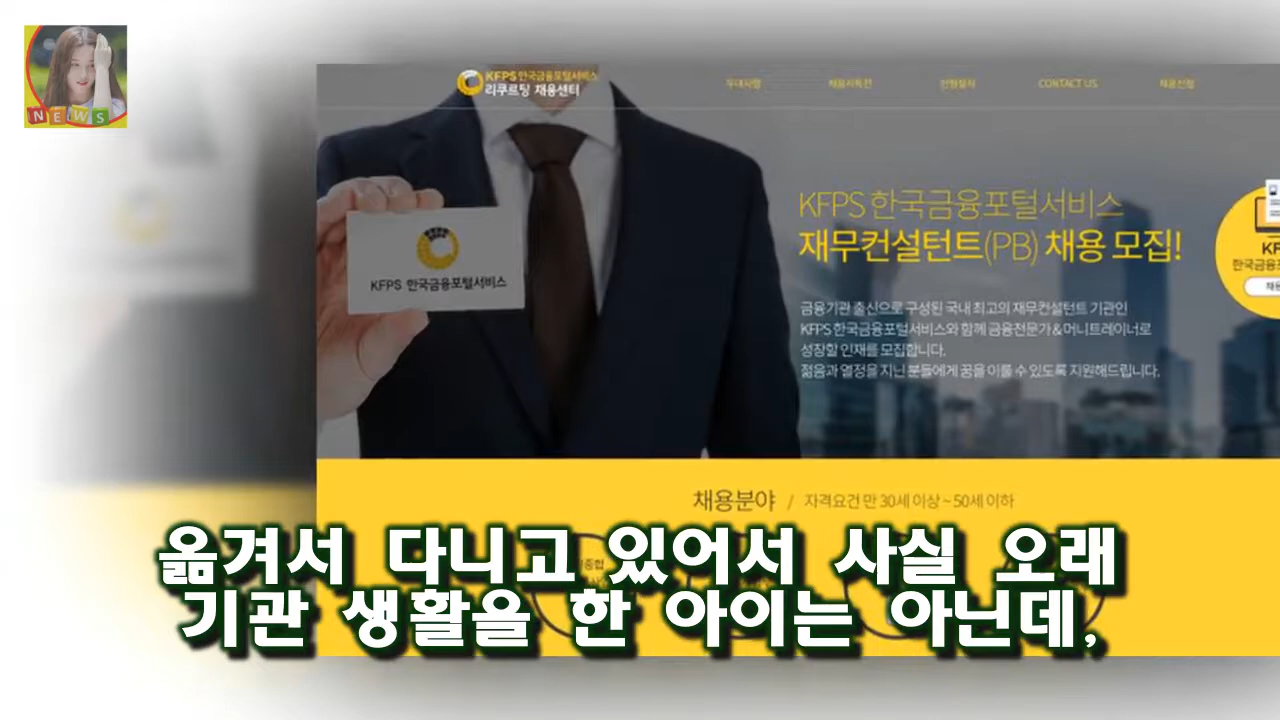 NEWS
KFPS 한국금융포털서비스
리쿠르팅 채용센터
CONTACT US
채용신청
KFPS 한국금융포털서비스
KFPS 한국금융포털서비스
재무컨설턴트(PB) 채용 모집!
금융기관 출신으로 구성된 국내 최고의 재무컨설턴트 기관인
KFPS 한국금융포털서비스와 함께 금융전문가 & 머니트레이너로
성장할 인재를 모집합니다.
젊음과 열정을 지닌 분들에게 꿈을 이룰 수 있도록 지원해드립니다.
채용분야 / 자격요건 만 30세 이상 ~ 50세 이하
옮겨서 다니고 있어서 사실 오래
기관 생활을 한 아이는 아닌데,